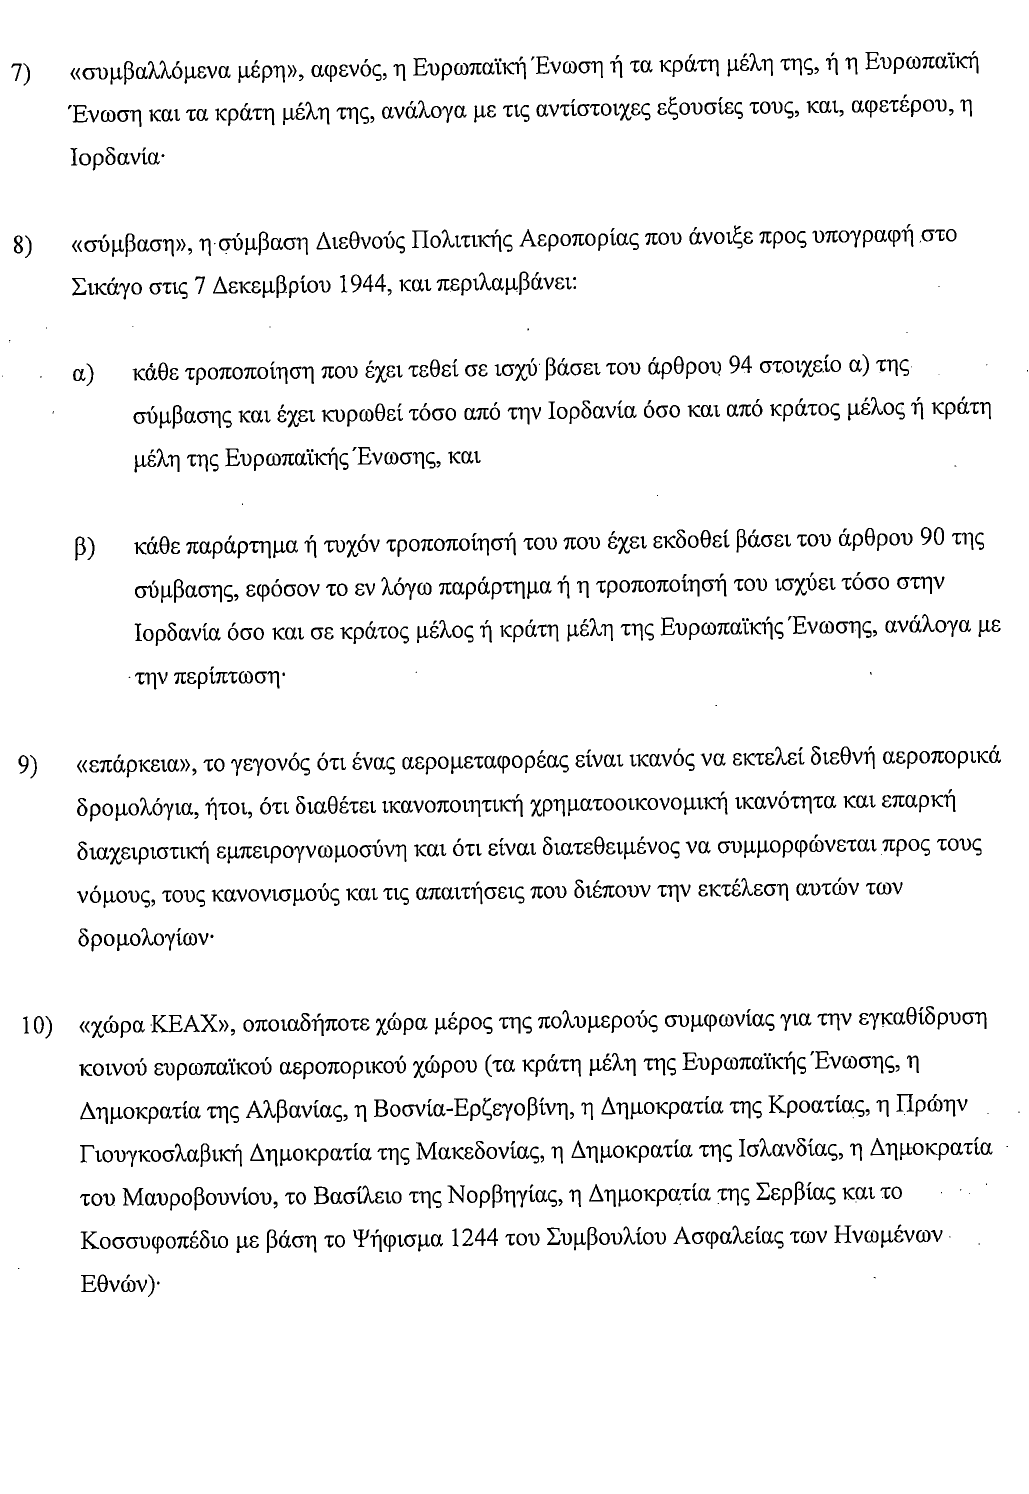 7) «συμβαλλόμενα μέρη», αφενός, η Ευρωπαϊκή Ένωση ή τα κράτη μέλη της, ή η Ευρωπαϊκή
Ένωση και τα κράτη μέλη της, ανάλογα με τις αντίστοιχες εξουσίες τους, και, αφετέρου, η
Ιορδανία·
8) «σύμβαση», η σύμβαση Διεθνούς Πολιτικής Αεροπορίας που άνοιξε προς υπογραφή στο
Σικάγο στις 7 Δεκεμβρίου 1944, και περιλαμβάνει:
α) κάθε τροποποίηση που έχει τεθεί σε ισχύ βάσει του άρθρου 94 στοιχείο α) της
σύμβασης και έχει κυρωθεί τόσο από την Ιορδανία όσο και από κράτος μέλος ή κράτη
μέλη της Ευρωπαϊκής Ένωσης, και
β) κάθε παράρτημα ή τυχόν τροποποίησή του που έχει εκδοθεί βάσει του άρθρου 90 της
σύμβασης, εφόσον το εν λόγω παράρτημα ή η τροποποίησή του ισχύει τόσο στην
Ιορδανία όσο και σε κράτος μέλος ή κράτη μέλη της Ευρωπαϊκής Ένωσης, ανάλογα με
την περίπτωση·
9) «επάρκεια», το γεγονός ότι ένας αερομεταφορέας είναι ικανός να εκτελεί διεθνή αεροπορικά
δρομολόγια, ήτοι, ότι διαθέτει ικανοποιητική χρηματοοικονομική ικανότητα και επαρκή
διαχειριστική εμπειρογνωμοσύνη και ότι είναι διατεθειμένος να συμμορφώνεται προς τους
νόμους, τους κανονισμούς και τις απαιτήσεις που διέπουν την εκτέλεση αυτών των
δρομολογίων·
10) «χώρα ΚΕΑΧ», οποιαδήποτε χώρα μέρος της πολυμερούς συμφωνίας για την εγκαθίδρυση
κοινού ευρωπαϊκού αεροπορικού χώρου (τα κράτη μέλη της Ευρωπαϊκής Ένωσης, η
Δημοκρατία της Αλβανίας, η Βοσνία-Ερζεγοβίνη, η Δημοκρατία της Κροατίας, η Πρώην
Γιουγκοσλαβική Δημοκρατία της Μακεδονίας, η Δημοκρατία της Ισλανδίας, η Δημοκρατία
του Μαυροβουνίου, το Βασίλειο της Νορβηγίας, η Δημοκρατία της Σερβίας και το
Κοσσυφοπέδιο με βάση το Ψήφισμα 1244 του Συμβουλίου Ασφαλείας των Ηνωμένων
Εθνών)·